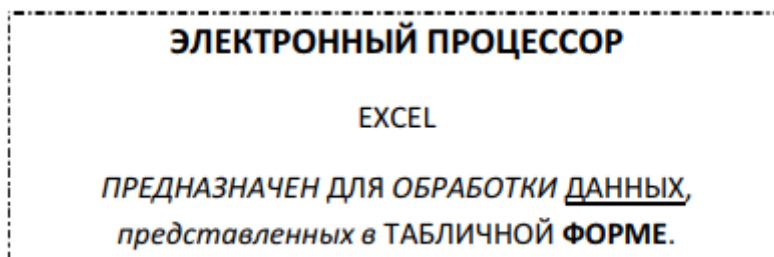 ЭЛЕКТРОННЫЙ ПРОЦЕССОР
EXCEL
ПРЕДНАЗНАЧЕН ДЛЯ ОБРАБОТКИ ДАННЫХ,
представленных в ТАБЛИЧНОЙ ФОРМЕ.